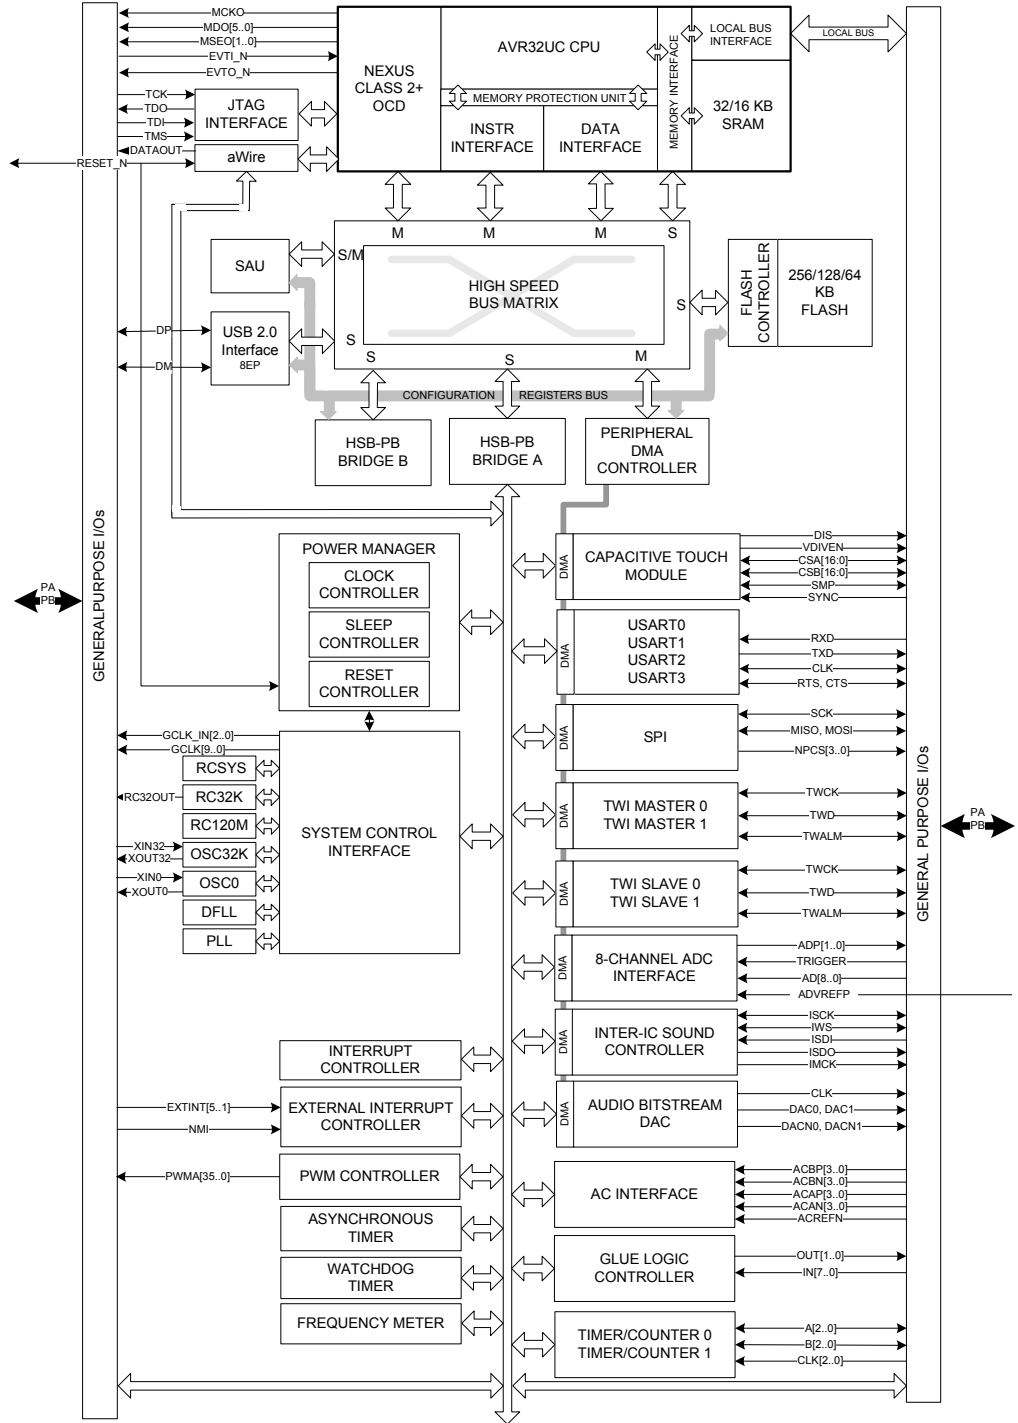 MCKO
MDO[5..0]
MSEO[1..0]
EVTI_N
EVTO_N
TCK
TDO
TDI
TMS
DATAOUT
RESET_N
JTAG
INTERFACE
aWire
NEXUS
CLASS 2+
OCD
AVR32UC CPU
MEMORY PROTECTION UNIT
INSTR
INTERFACE
DATA
INTERFACE
MEMORY INTERFACE
LOCAL BUS
INTERFACE
32/16 KB
SRAM
LOCAL BUS
M
M
M
S
SAU
S/M
HIGH SPEED
BUS MATRIX
S
FLASH
CONTROLLER
256/128/64
KB
FLASH
DP
DM
USB 2.0
Interface
8EP
S
S
S
M
CONFIGURATION
REGISTERS BUS
HSB-PB
BRIDGE B
HSB-PB
BRIDGE A
PERIPHERAL
DMA
CONTROLLER
GENERALPURPOSE I/Os
PA
PB
POWER MANAGER
CLOCK
CONTROLLER
SLEEP
CONTROLLER
RESET
CONTROLLER
GCLK_IN[2..0]
GCLK[9..0]
RCSYS
RC32OUT
RC32K
RC120M
XIN32
XOUT32
OSC32K
XIN0
XOUT0
OSC0
DFLL
PLL
SYSTEM CONTROL
INTERFACE
INTERRUPT
CONTROLLER
EXTINT[5..1]
NMI
EXTERNAL INTERRUPT
CONTROLLER
PWMA[35..0]
PWM CONTROLLER
ASYNCHRONOUS
TIMER
WATCHDOG
TIMER
FREQUENCY METER
DMA
CAPACITIVE TOUCH
MODULE
DIS
VDIVEN
CSA[16:0]
CSB[16:0]
SMP
SYNC
DMA
USART0
USART1
USART2
USART3
RXD
TXD
CLK
RTS, CTS
DMA
SPI
SCK
MISO, MOSI
NPCS[3..0]
DMA
TWI MASTER 0
TWI MASTER 1
TWCK
TWD
TWALM
DMA
TWI SLAVE 0
TWI SLAVE 1
TWCK
TWD
TWALM
DMA
8-CHANNEL ADC
INTERFACE
ADP[1..0]
TRIGGER
AD[8..0]
ADVREFP
DMA
INTER-IC SOUND
CONTROLLER
ISCK
IWS
ISDI
ISDO
IMCK
DMA
AUDIO BITSTREAM
DAC
CLK
DAC0, DAC1
DACN0, DACN1
AC INTERFACE
ACBP[3..0]
ACBN[3..0]
ACAP[3..0]
ACAN[3..0]
ACREFN
GLUE LOGIC
CONTROLLER
OUT[1..0]
IN[7..0]
TIMER/COUNTER 0
TIMER/COUNTER 1
A[2..0]
B[2..0]
CLK[2..0]
GENERAL PURPOSE I/Os
PA
PB